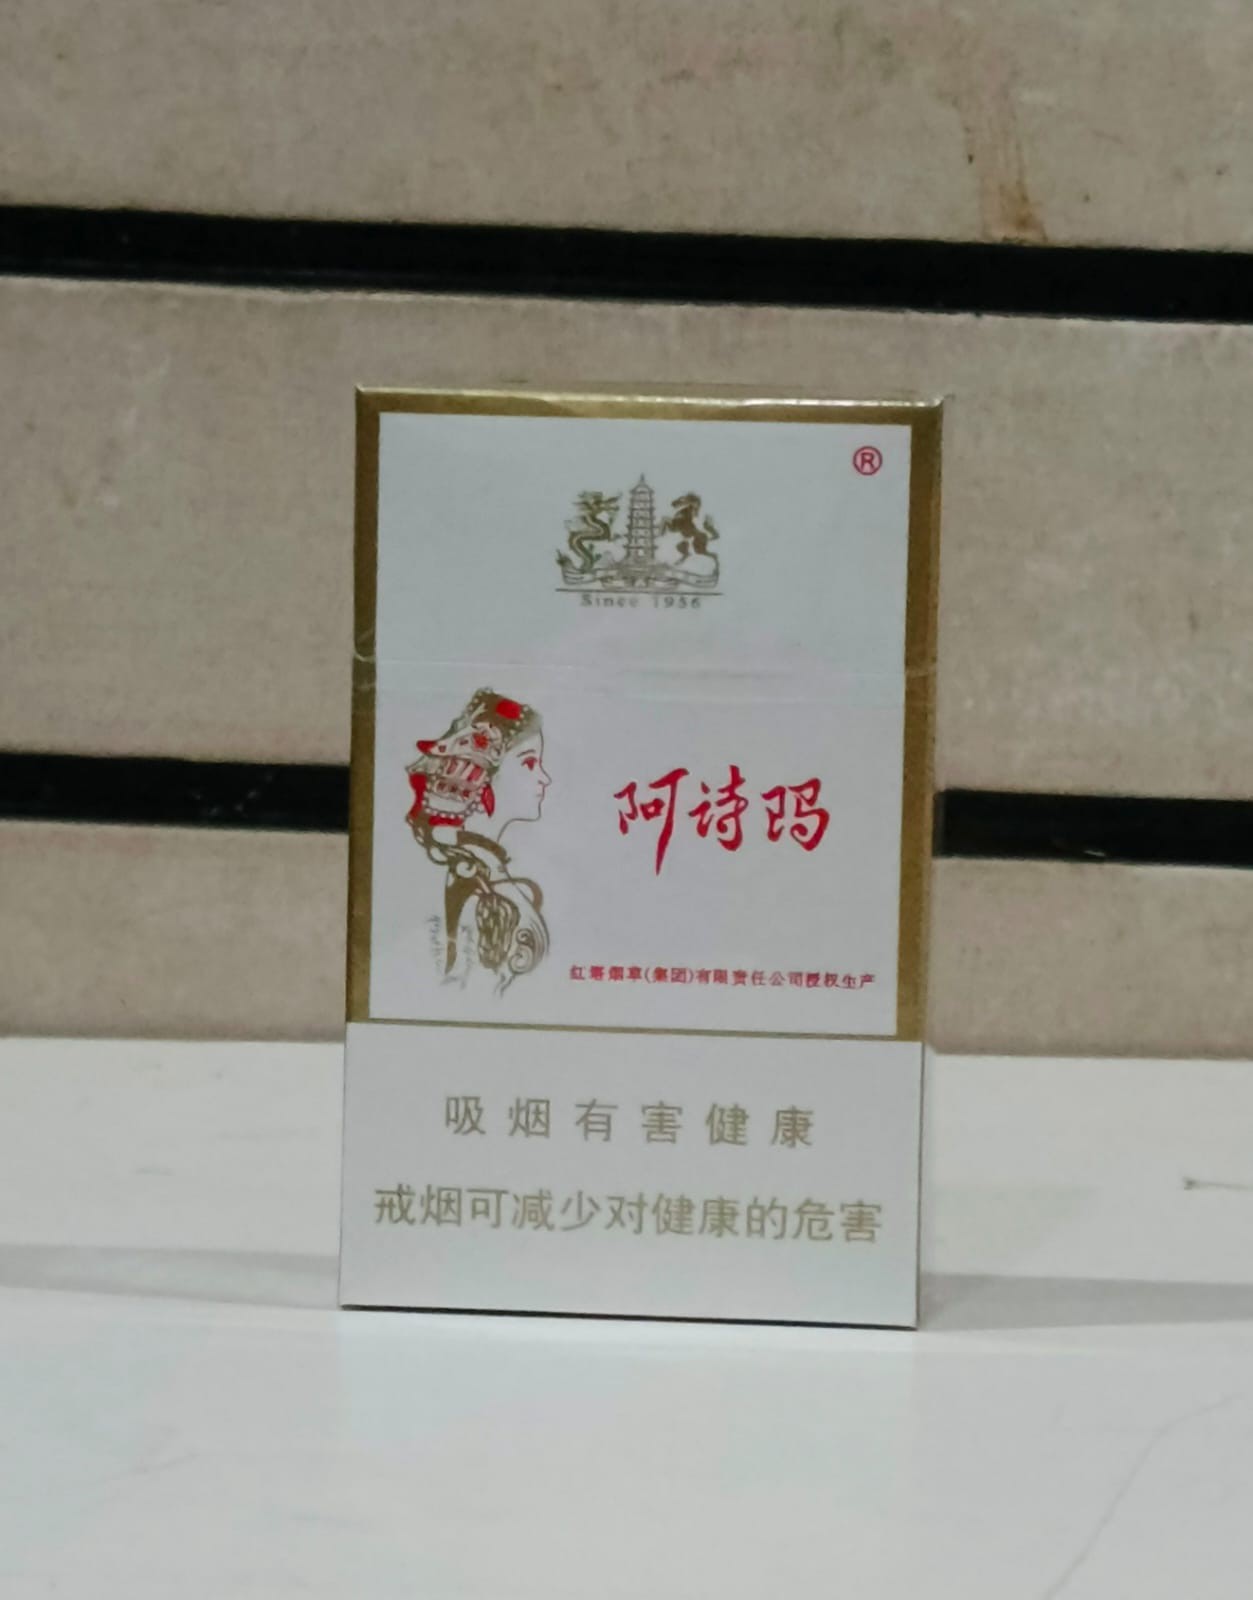 ®
Since 1956
阿诗玛
红塔烟草(集团)有限责任公司授权生产
吸烟有害健康
戒烟可减少对健康的危害